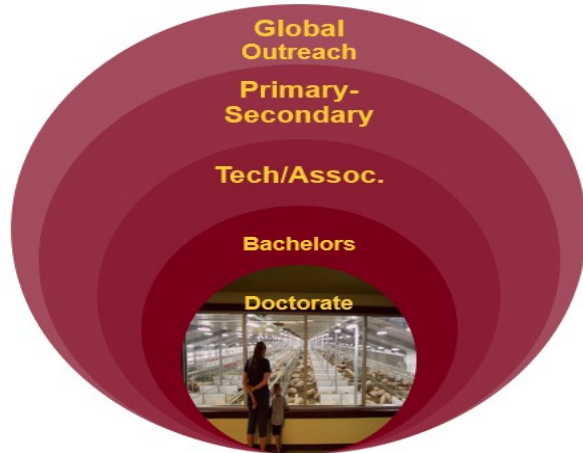 Global
Outreach
Primary-
Secondary
Tech/Assoc.
Bachelors
Doctorate